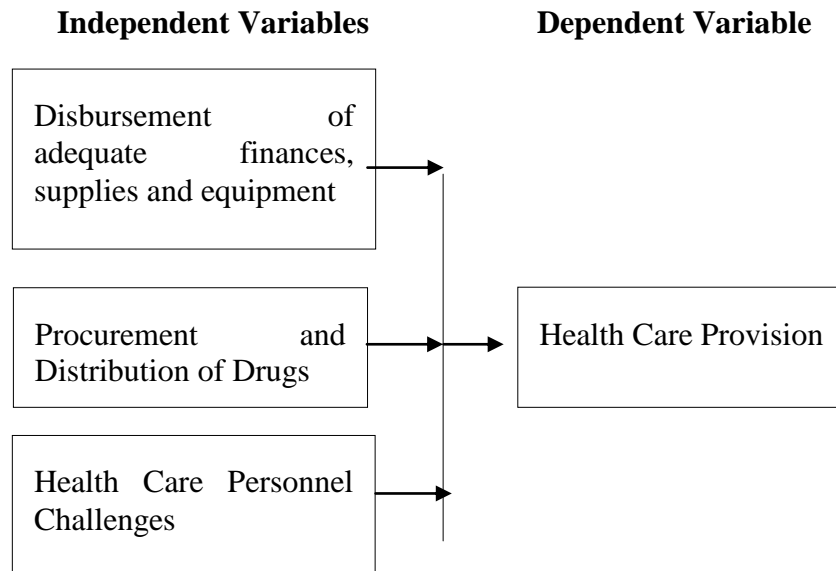 Independent Variables
Dependent Variable
Disbursement of
adequate finances,
supplies and equipment
Procurement and
Distribution of Drugs
Health Care Provision
Health Care Personnel
Challenges